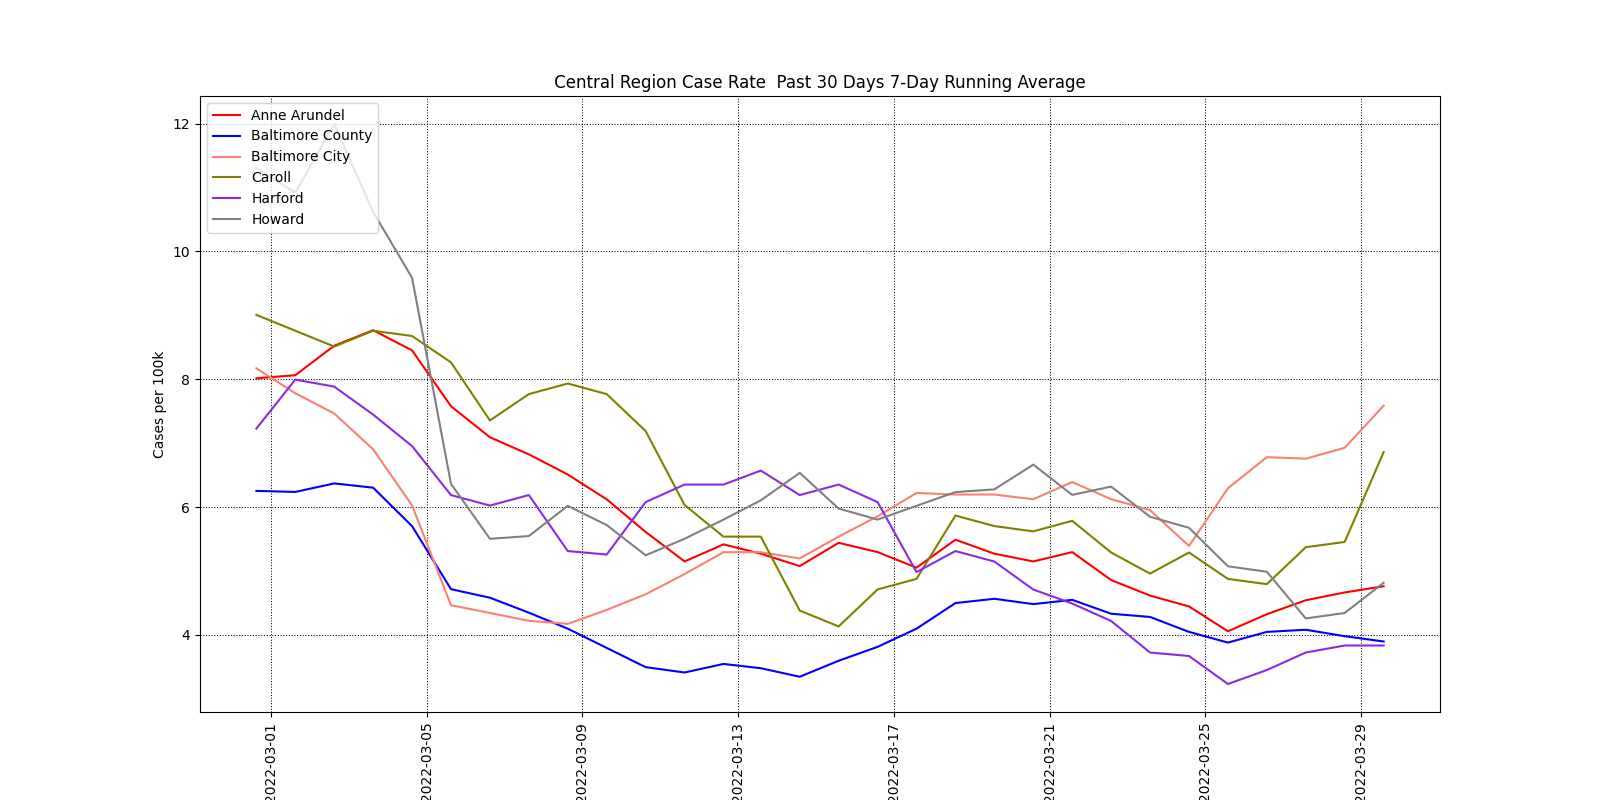 Central Region Case Rate  Past 30 Days 7-Day Running Average
Anne Arundel
Baltimore County
Baltimore City
Caroll
Harford
Howard
Cases per 100k
12
10
8
6
4
2022-03-01
2022-03-05
2022-03-09
2022-03-13
2022-03-17
2022-03-21
2022-03-25
2022-03-29